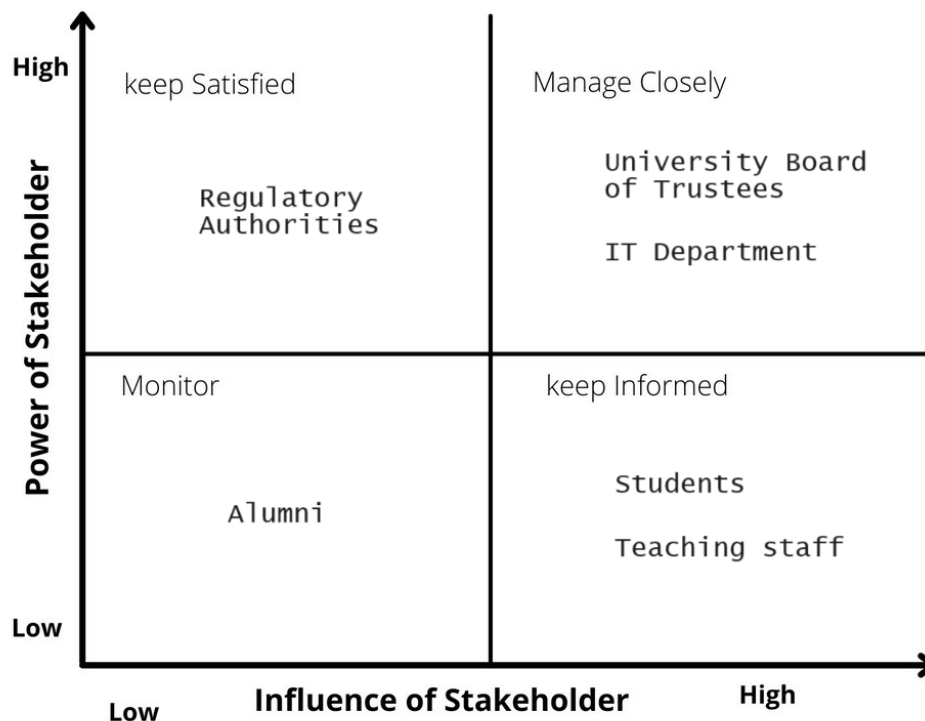 High
keep Satisfied
Manage Closely
Regulatory
Authorities
University Board
of Trustees
IT Department
Power of Stakeholder
Monitor
keep Informed
Alumni
Students
Teaching staff
Low
Low
Influence of Stakeholder
High